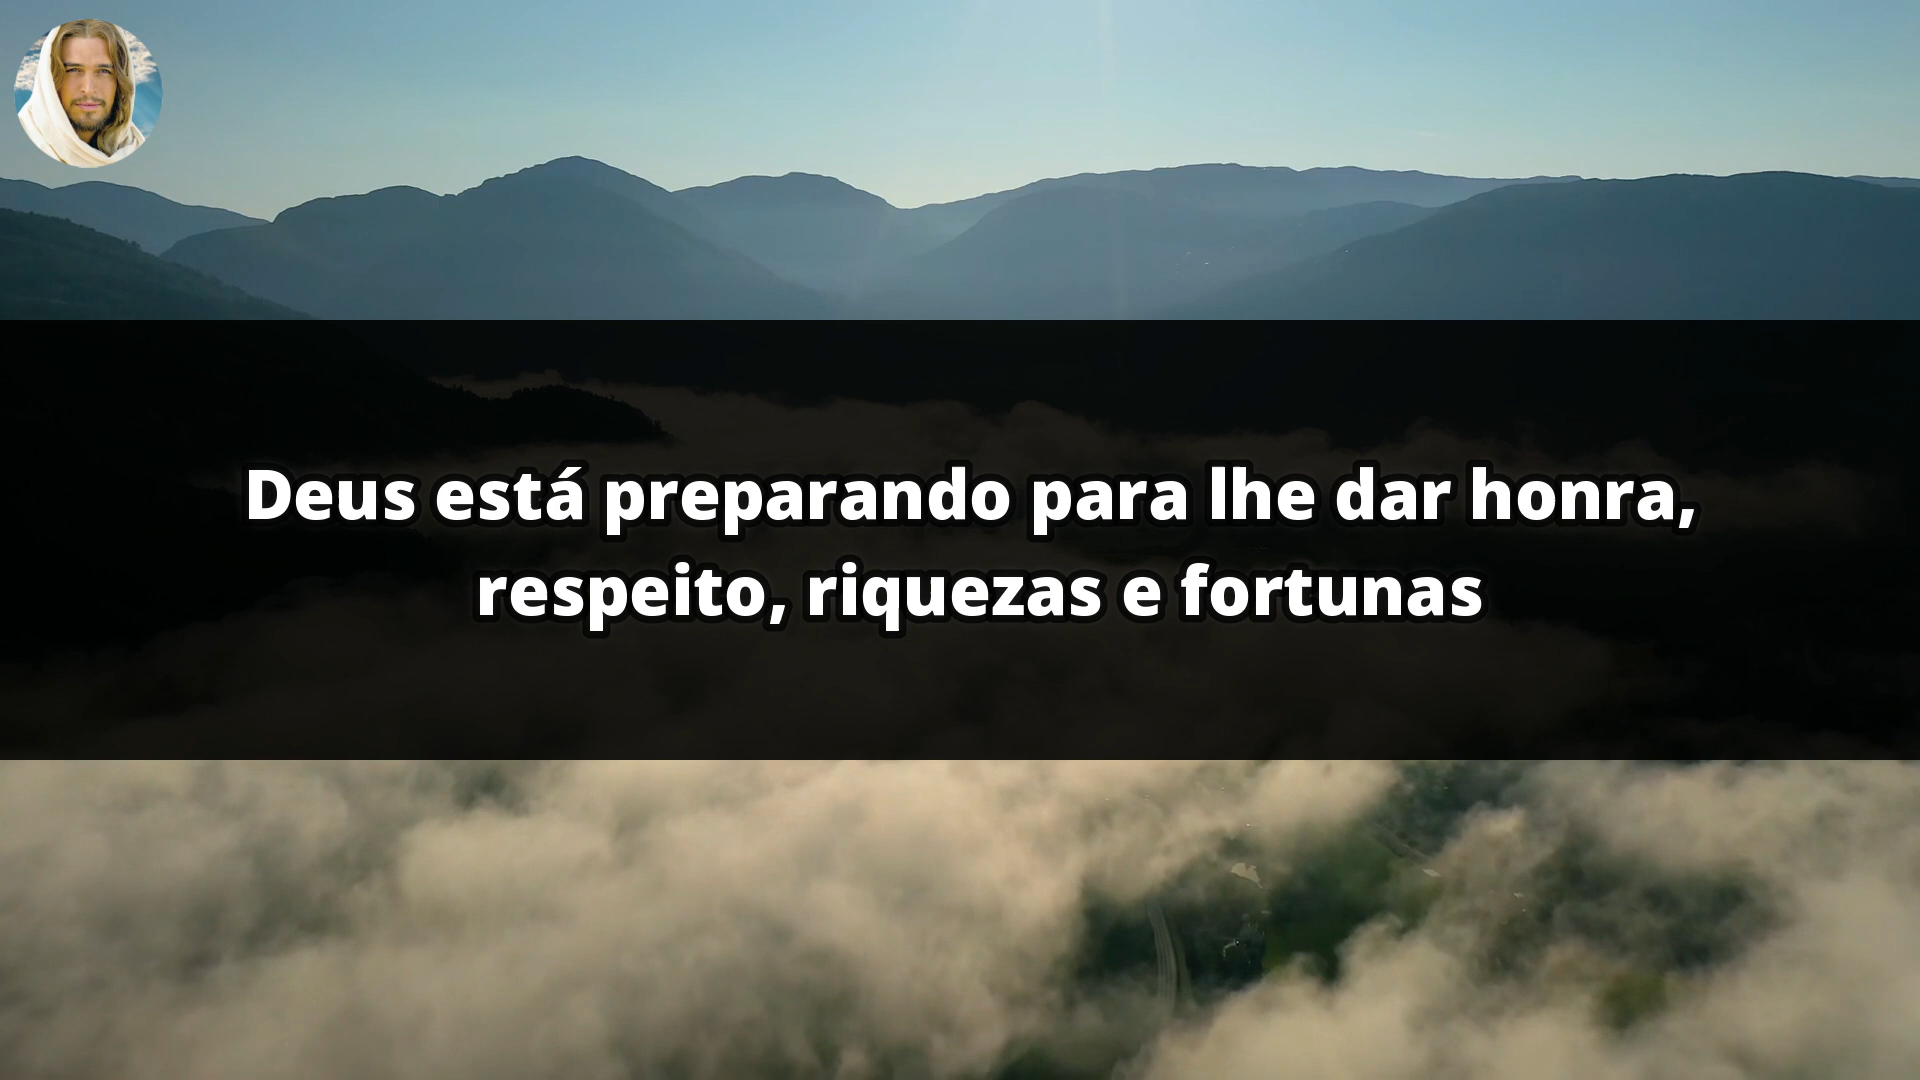 Deus está preparando para lhe dar honra,
respeito, riquezas e fortunas